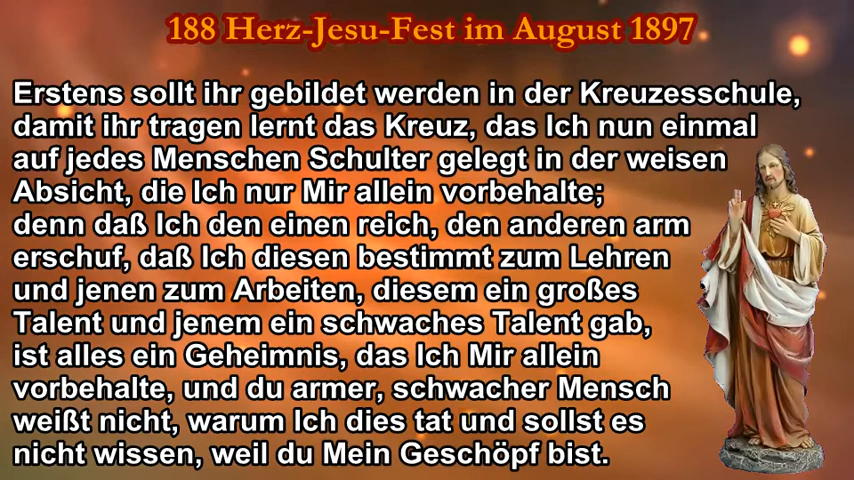 188 Herz-Jesu-Fest im August 1897
Erstens sollt ihr gebildet werden in der Kreuzesschule,
damit ihr tragen lernt das Kreuz, das Ich nun einmal
auf jedes Menschen Schulter gelegt in der weisen
Absicht, die Ich nur Mir allein vorbehalte;
denn daß Ich den einen reich, den anderen arm
erschuf, daß Ich diesen bestimmt zum Lehren
und jenen zum Arbeiten, diesem ein großes
Talent und jenem ein schwaches Talent gab,
ist alles ein Geheimnis, das Ich Mir allein
vorbehalte, und du armer, schwacher Mensch
weißt nicht, warum Ich dies tat und sollst es
nicht wissen, weil du Mein Geschöpf bist.